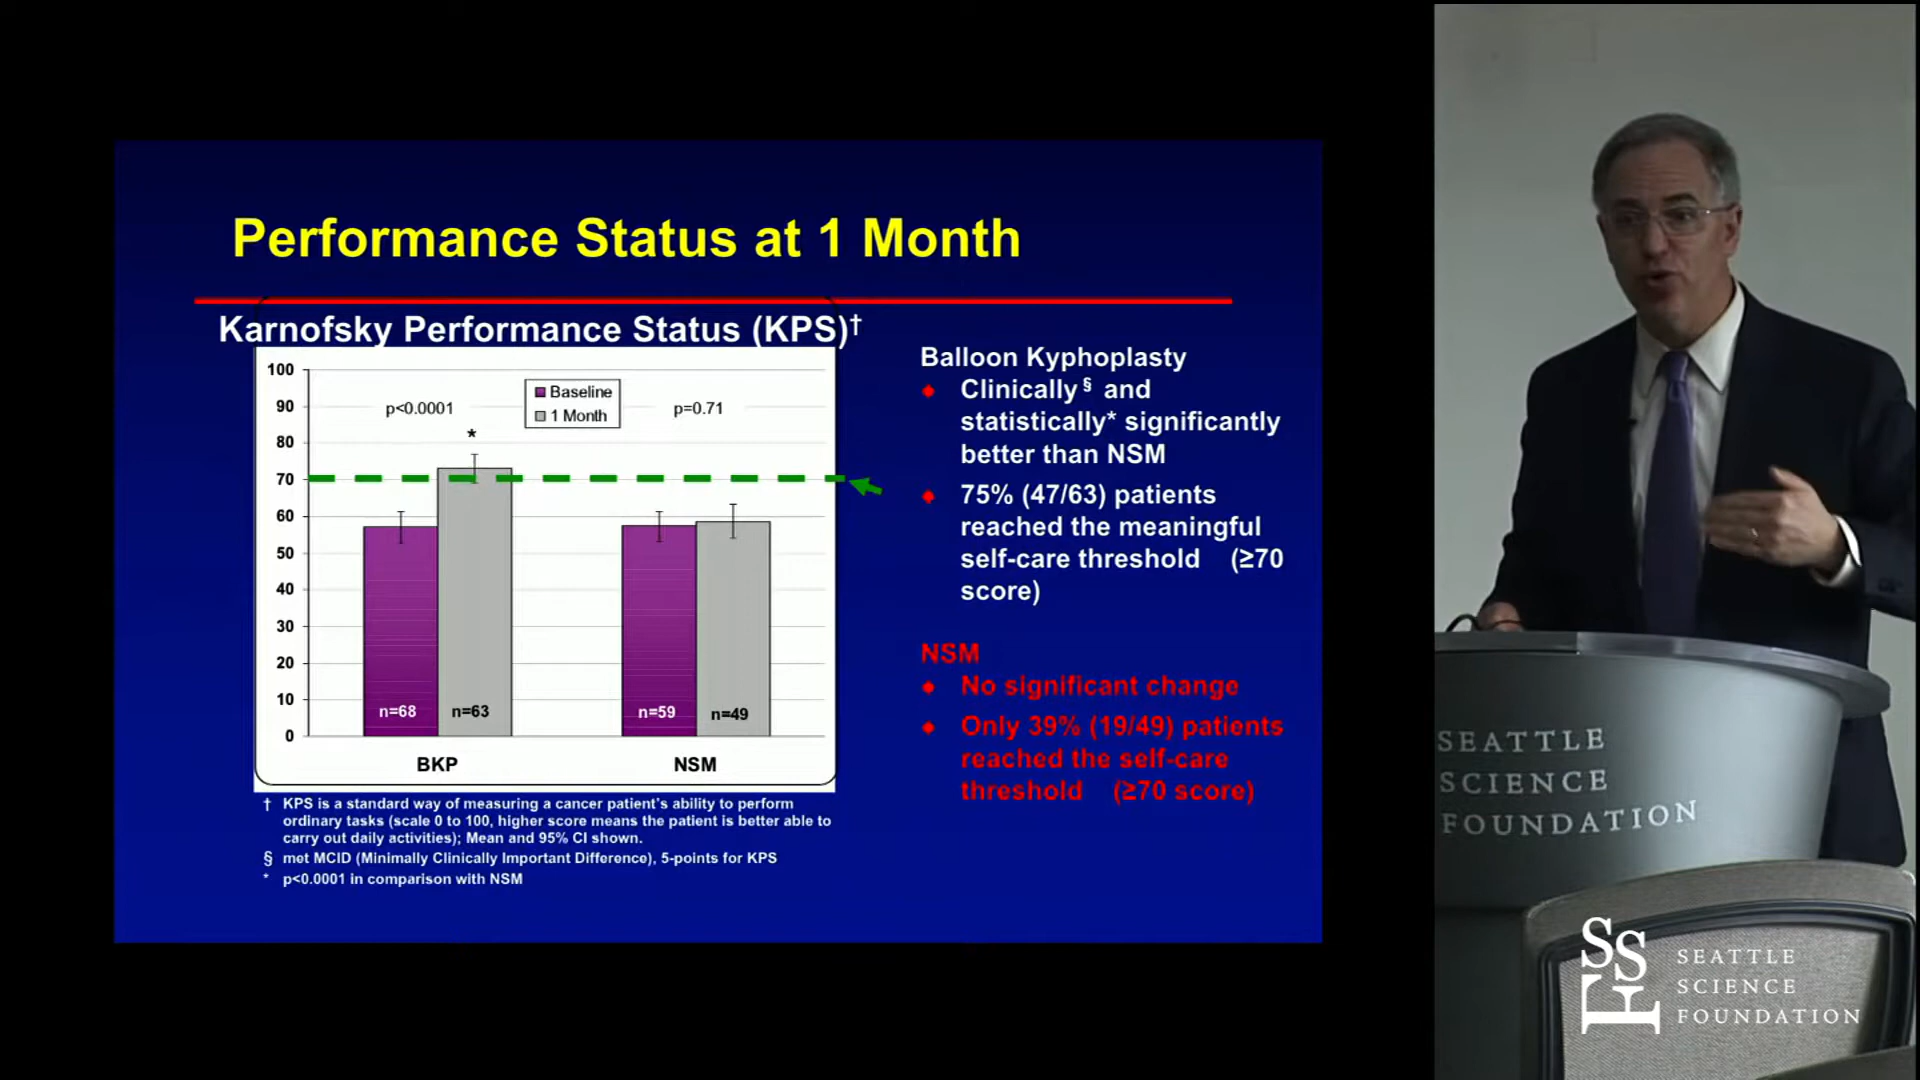 Performance Status at 1 Month
Karnofsky Performance Status (KPS)†
100
90
80
70
60
50
40
30
20
10
0
p<0.0001
*
Baseline
1 Month
p=0.71
n=68
n=63
n=59
n=49
BKP
NSM
† KPS is a standard way of measuring a cancer patient's ability to perform
ordinary tasks (scale 0 to 100, higher score means the patient is better able to
carry out daily activities); Mean and 95% CI shown.
§ met MCID (Minimally Clinically Important Difference), 5-points for KPS
* p<0.0001 in comparison with NSM
Balloon Kyphoplasty
Clinically§ and
statistically* significantly
better than NSM
75% (47/63) patients
reached the meaningful
self-care threshold (≥70
score)
NSM
No significant change
Only 39% (19/49) patients
reached the self-care
threshold (≥70 score)
SEATTLE
SCIENCE
FOUNDATION
SSF
SEATTLE
SCIENCE
FOUNDATION